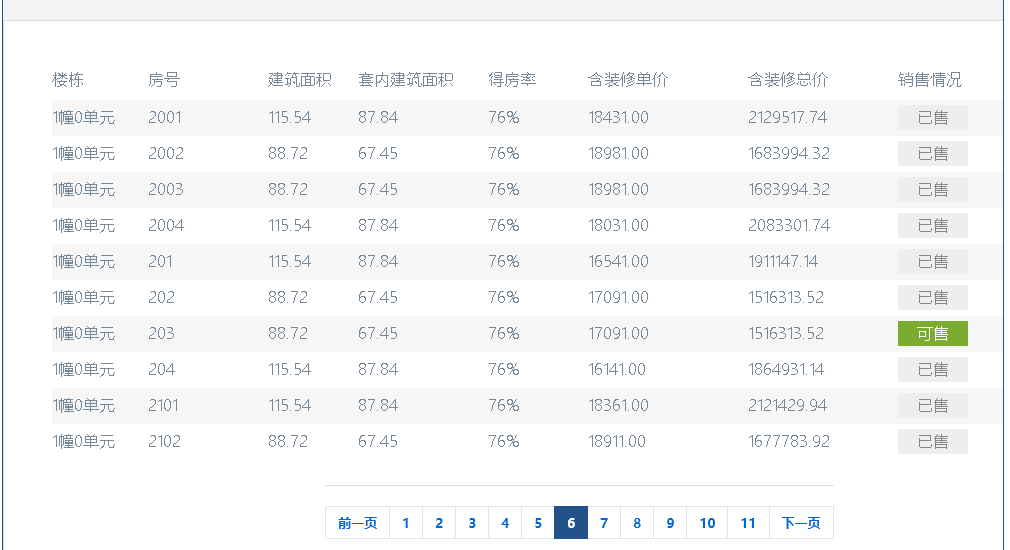 楼栋 房号 建筑面积 套内建筑面积 得房率 含装修单价 含装修总价 销售情况
1幢0单元 2001 115.54 87.84 76% 18431.00 2129517.74 已售
1幢0单元 2002 88.72 67.45 76% 18981.00 1683994.32 已售
1幢0单元 2003 88.72 67.45 76% 18981.00 1683994.32 已售
1幢0单元 2004 115.54 87.84 76% 18031.00 2083301.74 已售
1幢0单元 201 115.54 87.84 76% 16541.00 1911147.14 已售
1幢0单元 202 88.72 67.45 76% 17091.00 1516313.52 已售
1幢0单元 203 88.72 67.45 76% 17091.00 1516313.52 可售
1幢0单元 204 115.54 87.84 76% 16141.00 1864931.14 已售
1幢0单元 2101 115.54 87.84 76% 18361.00 2121429.94 已售
1幢0单元 2102 88.72 67.45 76% 18911.00 1677783.92 已售
前一页 1 2 3 4 5 6 7 8 9 10 11 下一页